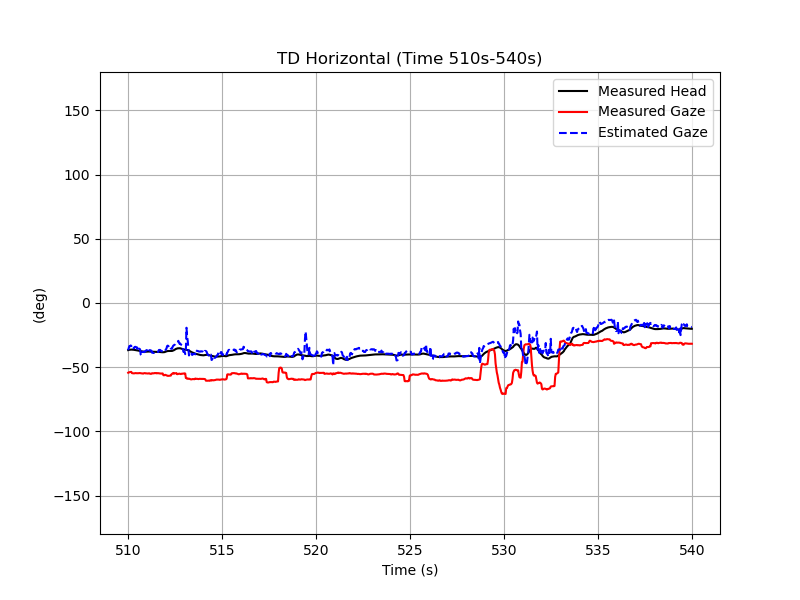 TD Horizontal (Time 510s-540s)
Measured Head
Measured Gaze
Estimated Gaze
150
100
50
0
−50
−100
−150
(deg)
510 515 520 525 530 535 540
Time (s)